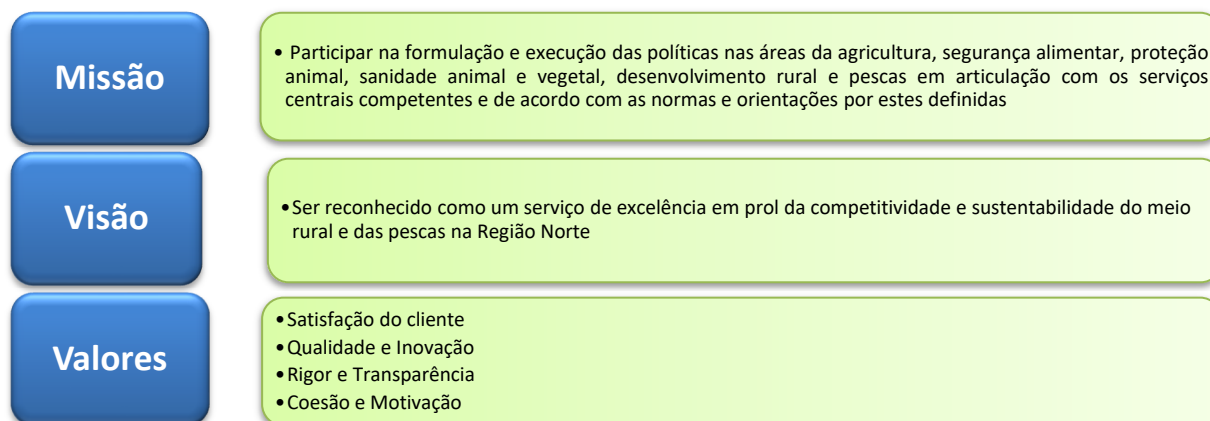 Missão
• Participar na formulação e execução das políticas nas áreas da agricultura, segurança alimentar, proteção
animal, sanidade animal e vegetal, desenvolvimento rural e pescas em articulação com os serviços
centrais competentes e de acordo com as normas e orientações por estes definidas
Visão
•Ser reconhecido como um serviço de excelência em prol da competitividade e sustentabilidade do meio
rural e das pescas na Região Norte
Valores
•Satisfação do cliente
•Qualidade e Inovação
•Rigor e Transparência
•Coesão e Motivação